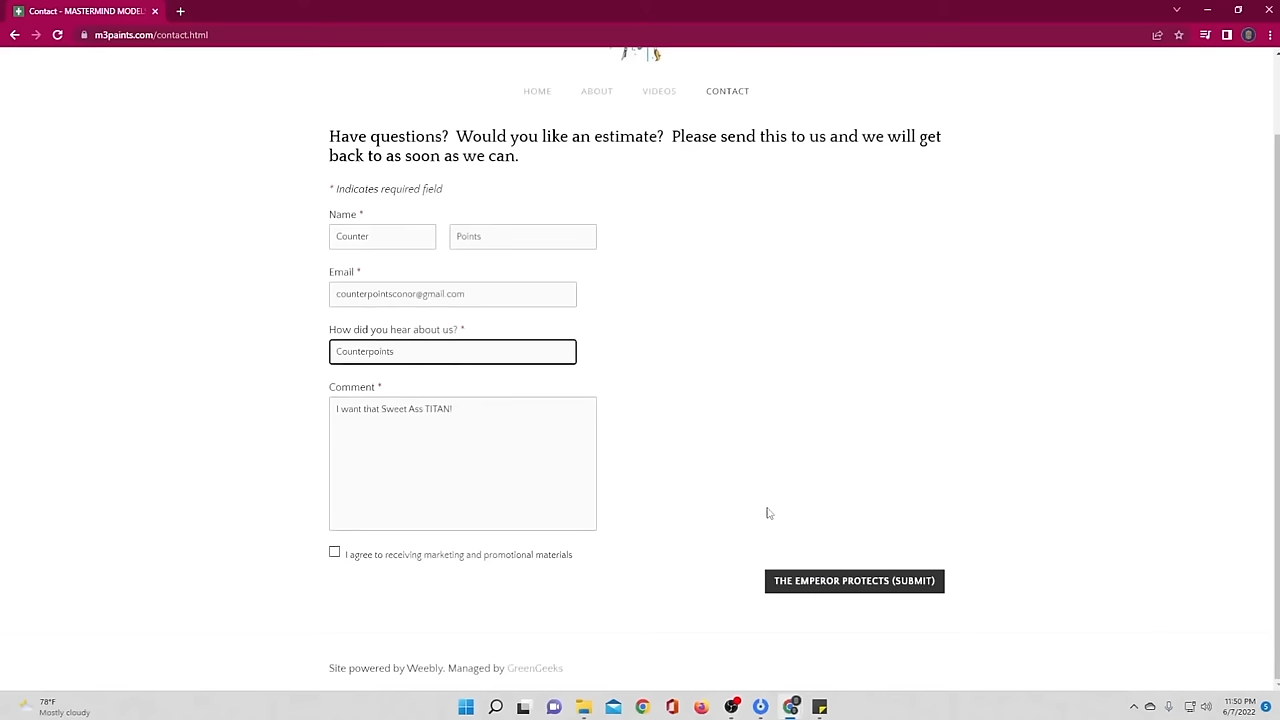 Contact - MASTERMIND MODEL
m3paints.com/contact.html
HOME ABOUT VIDEOS CONTACT
Have questions? Would you like an estimate? Please send this to us and we will get
back to as soon as we can.
* Indicates required field
Name *
Counter Points
Email *
counterpointsconor@gmail.com
How did you hear about us? *
Counterpoints
Comment *
I want that Sweet Ass TITAN!
I agree to receiving marketing and promotional materials
THE EMPEROR PROTECTS (SUBMIT)
Site powered by Weebly. Managed by GreenGeeks
78°F
Mostly cloudy
11:50 PM
6/7/2022
5